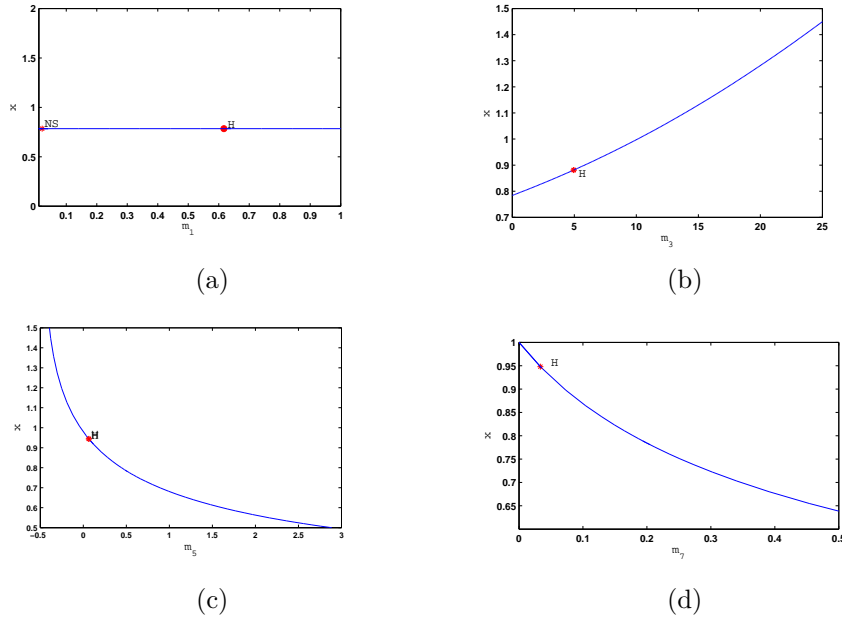 2
1.5
1
0.5
0
x
NS
H
0.1 0.2 0.3 0.4 0.5 0.6 0.7 0.8 0.9 1
m1
(a)
1.5
1.4
1.3
1.2
1.1
1
0.9
0.8
0.7
x
H
0 5 10 15 20 25
m3
(b)
1.5
1.4
1.3
1.2
1.1
1
0.9
0.8
0.7
0.6
0.5
x
H
−0.5 0 0.5 1 1.5 2 2.5 3
m5
(c)
1
0.95
0.9
0.85
0.8
0.75
0.7
0.65
x
H
0 0.1 0.2 0.3 0.4 0.5
m7
(d)